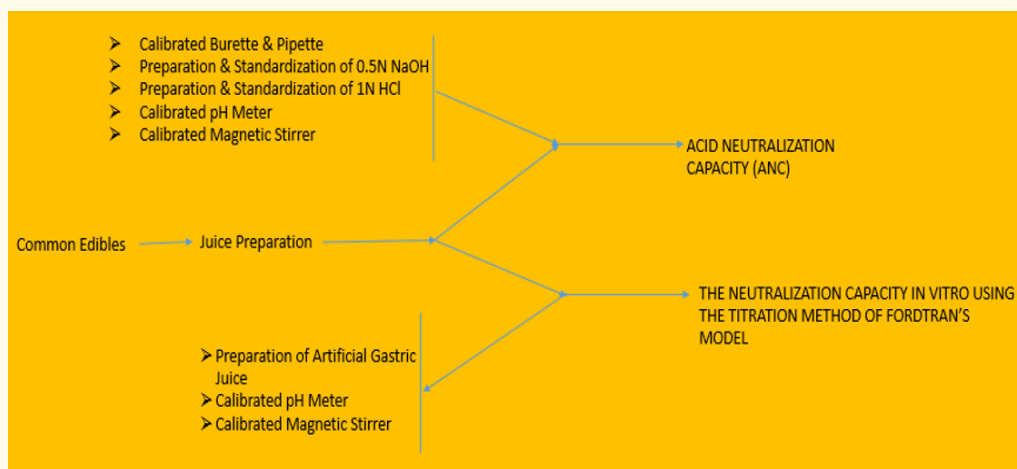 ➢ Calibrated Burette & Pipette
➢ Preparation & Standardization of 0.5N NaOH
➢ Preparation & Standardization of 1N HCl
➢ Calibrated pH Meter
➢ Calibrated Magnetic Stirrer
ACID NEUTRALIZATION
CAPACITY (ANC)
Common Edibles
Juice Preparation
THE NEUTRALIZATION CAPACITY IN VITRO USING
THE TITRATION METHOD OF FORDTRAN’S
MODEL
➢ Preparation of Artificial Gastric
Juice
➢ Calibrated pH Meter
➢ Calibrated Magnetic Stirrer